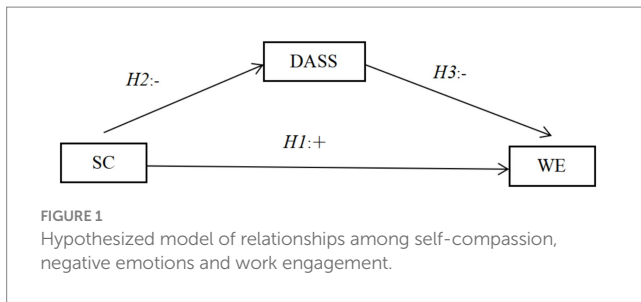 DASS
H2:-
H3:-
H1:+
SC
WE
FIGURE 1
Hypothesized model of relationships among self-compassion,
negative emotions and work engagement.